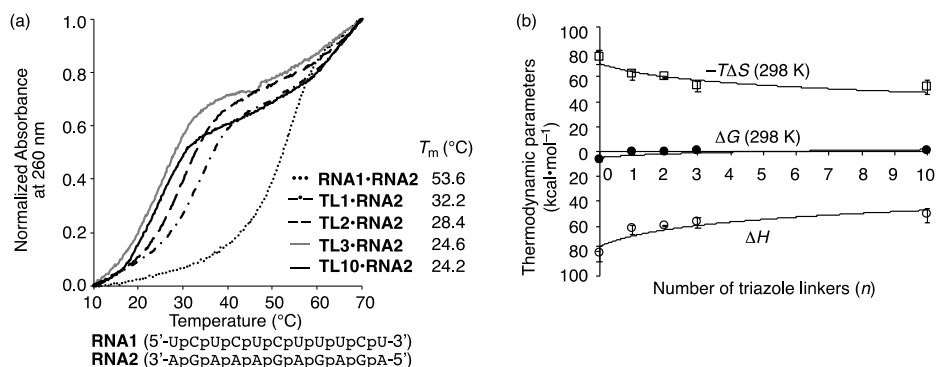 (a)
Normalized Absorbance
at 260 nm
1.0
0.8
0.6
0.4
0.2
0.0
10 20 30 40 50 60 70
Temperature (°C)
Tm (°C)
RNA1•RNA2 53.6
TL1•RNA2 32.2
TL2•RNA2 28.4
TL3•RNA2 24.6
TL10•RNA2 24.2
RNA1 (5'-UpCpUpCpUpCpUpUpUpCpU-3')
RNA2 (3'-ApGpApApApGpApGpApGpA-5')
(b)
Thermodynamic parameters
(kcal•mol⁻¹)
100
80
60
40
20
0
20
40
60
80
100
−TΔS (298 K)
ΔG (298 K)
0 1 2 3 4 5 6 7 8 9 10
ΔH
Number of triazole linkers (n)